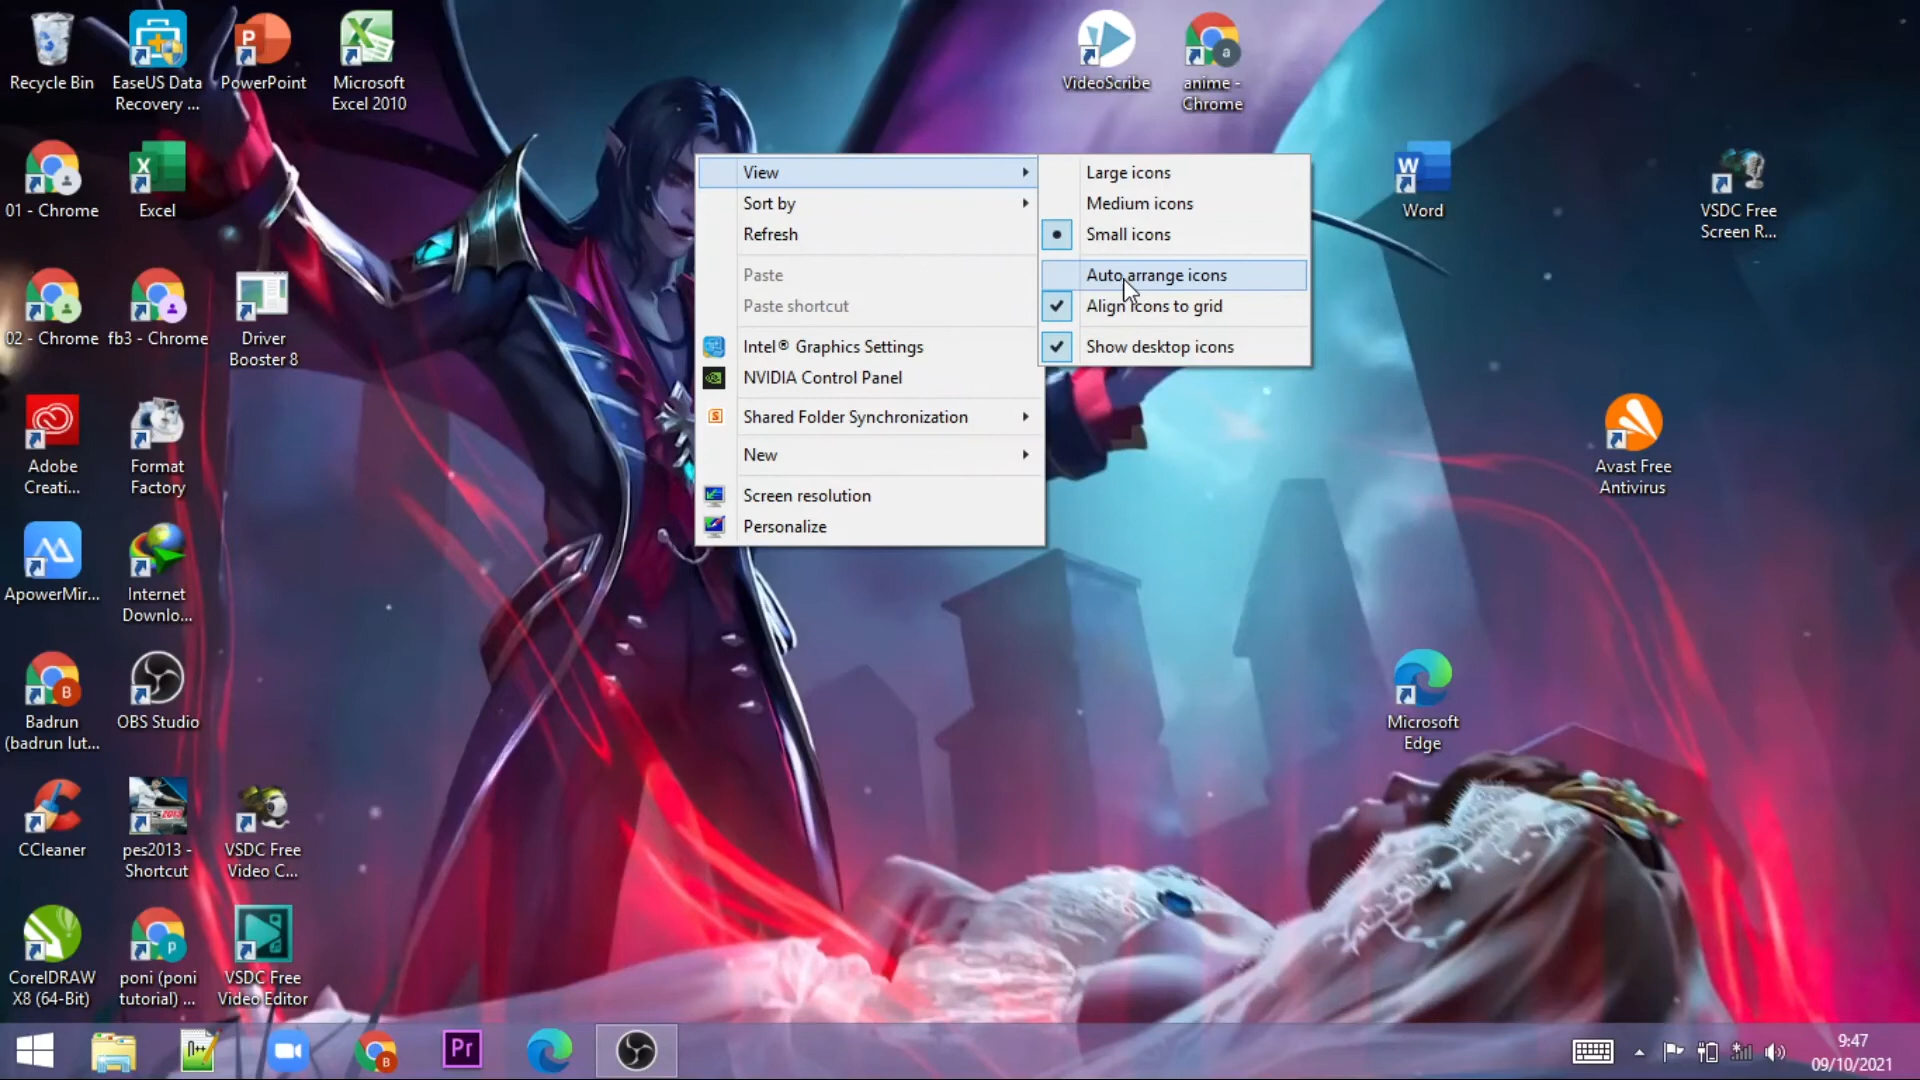 Recycle Bin
EaseUS Data
Recovery ...
PowerPoint
Microsoft
Excel 2010
VideoScribe
anime -
Chrome
01 - Chrome
Excel
Word
VSDC Free
Screen R...
02 - Chrome
fb3 - Chrome
Driver
Booster 8
Adobe
Creati...
Format
Factory
Avast Free
Antivirus
ApowerMir...
Internet
Downlo...
Badrun
(badrun lut...
OBS Studio
Microsoft
Edge
CCleaner
pes2013 -
Shortcut
VSDC Free
Video C...
CorelDRAW
X8 (64-Bit)
poni (poni
tutorial) ...
VSDC Free
Video Editor
View
Sort by
Refresh
Paste
Paste shortcut
Intel® Graphics Settings
NVIDIA Control Panel
Shared Folder Synchronization
New
Screen resolution
Personalize
Large icons
Medium icons
Small icons
Auto arrange icons
Align icons to grid
Show desktop icons
Pr
9:47
09/10/2021